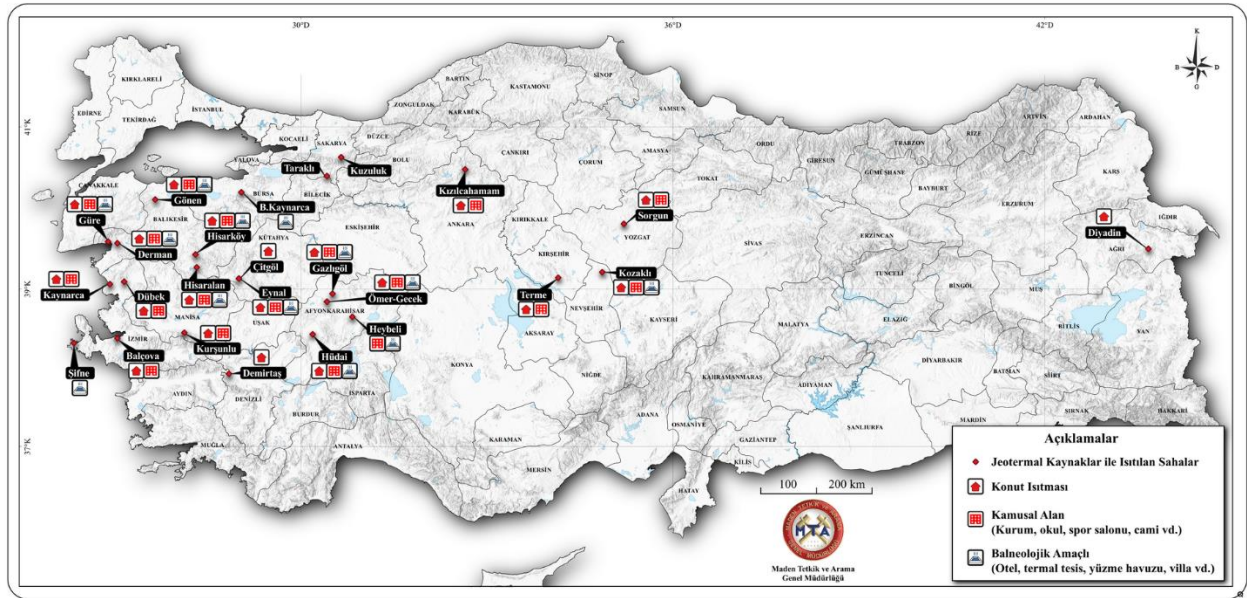 30°D
36°D
42°D
K
B
D
G
41°K
39°K
37°K
KIRKLARELİ
EDİRNE
TEKİRDAĞ
İSTANBUL
KOCAELİ
SAKARYA
YALOVA
DÜZCE
BOLU
ZONGULDAK
BARTIN
KARABÜK
KASTAMONU
SİNOP
SAMSUN
ÇANKIRI
ÇORUM
AMASYA
TOKAT
ORDU
GİRESUN
TRABZON
GÜMÜŞHANE
BAYBURT
RİZE
ARTVİN
ARDAHAN
KARS
IĞDIR
AĞRI
ERZURUM
ERZİNCAN
SİVAS
YOZGAT
KIRIKKALE
ANKARA
ESKİŞEHİR
BİLECİK
BURSA
BALIKESİR
ÇANAKKALE
KÜTAHYA
MANİSA
UŞAK
AFYONKARAHİSAR
İZMİR
AYDIN
DENİZLİ
MUĞLA
BURDUR
ISPARTA
ANTALYA
KONYA
KARAMAN
MERSİN
AKSARAY
NİĞDE
NEVŞEHİR
KIRŞEHİR
KAYSERİ
ADANA
OSMANİYE
HATAY
KİLİS
GAZİANTEP
KAHRAMANMARAŞ
MALATYA
ADIYAMAN
ŞANLIURFA
ELAZIĞ
TUNCELİ
BİNGÖL
MUŞ
BİTLİS
VAN
DİYARBAKIR
BATMAN
SİİRT
MARDİN
ŞIRNAK
HAKKARİ
Kuzuluk
Taraklı
Kızılcahamam
Gönen
B.Kaynarca
Güre
Derman
Hisarköy
Çitgöl
Gazlıgöl
Kaynarca
Dübek
Hisaralan
Eynal
Ömer-Gecek
Heybeli
Kurşunlu
Balçova
Şifne
Demirtaş
Hüdai
Terme
Kozaklı
Sorgun
Diyadin
100 200 km
MADEN TETKİK VE ARAMA
MTA
GENEL MÜDÜRLÜĞÜ
Maden Tetkik ve Arama
Genel Müdürlüğü
Açıklamalar
Jeotermal Kaynaklar ile Isıtılan Sahalar
Konut Isıtması
Kamusal Alan
(Kurum, okul, spor salonu, cami vd.)
Balneolojik Amaçlı
(Otel, termal tesis, yüzme havuzu, villa vd.)